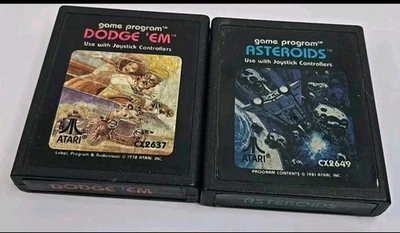 game program™
DODGE 'EM™
Use with Joystick Controllers
ATARI®
CX2637
Label, Program & Audiovisual © 1978 ATARI, INC.
DODGE 'EM
game program™
ASTEROIDS™
Use with Joystick Controllers
ATARI®
CX2649
PROGRAM CONTENTS © 1981 ATARI, INC.
ASTEROIDS